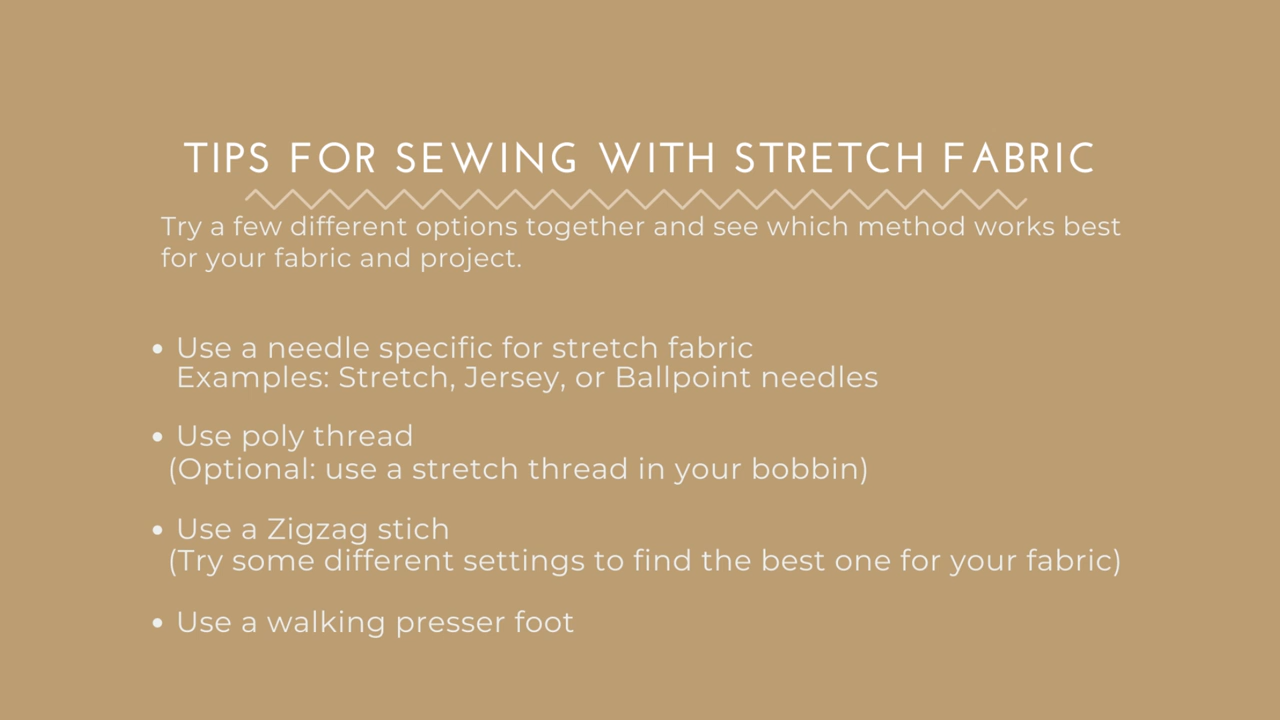 TIPS FOR SEWING WITH STRETCH FABRIC
Try a few different options together and see which method works best
for your fabric and project.
• Use a needle specific for stretch fabric
Examples: Stretch, Jersey, or Ballpoint needles
• Use poly thread
(Optional: use a stretch thread in your bobbin)
• Use a Zigzag stich
(Try some different settings to find the best one for your fabric)
• Use a walking presser foot